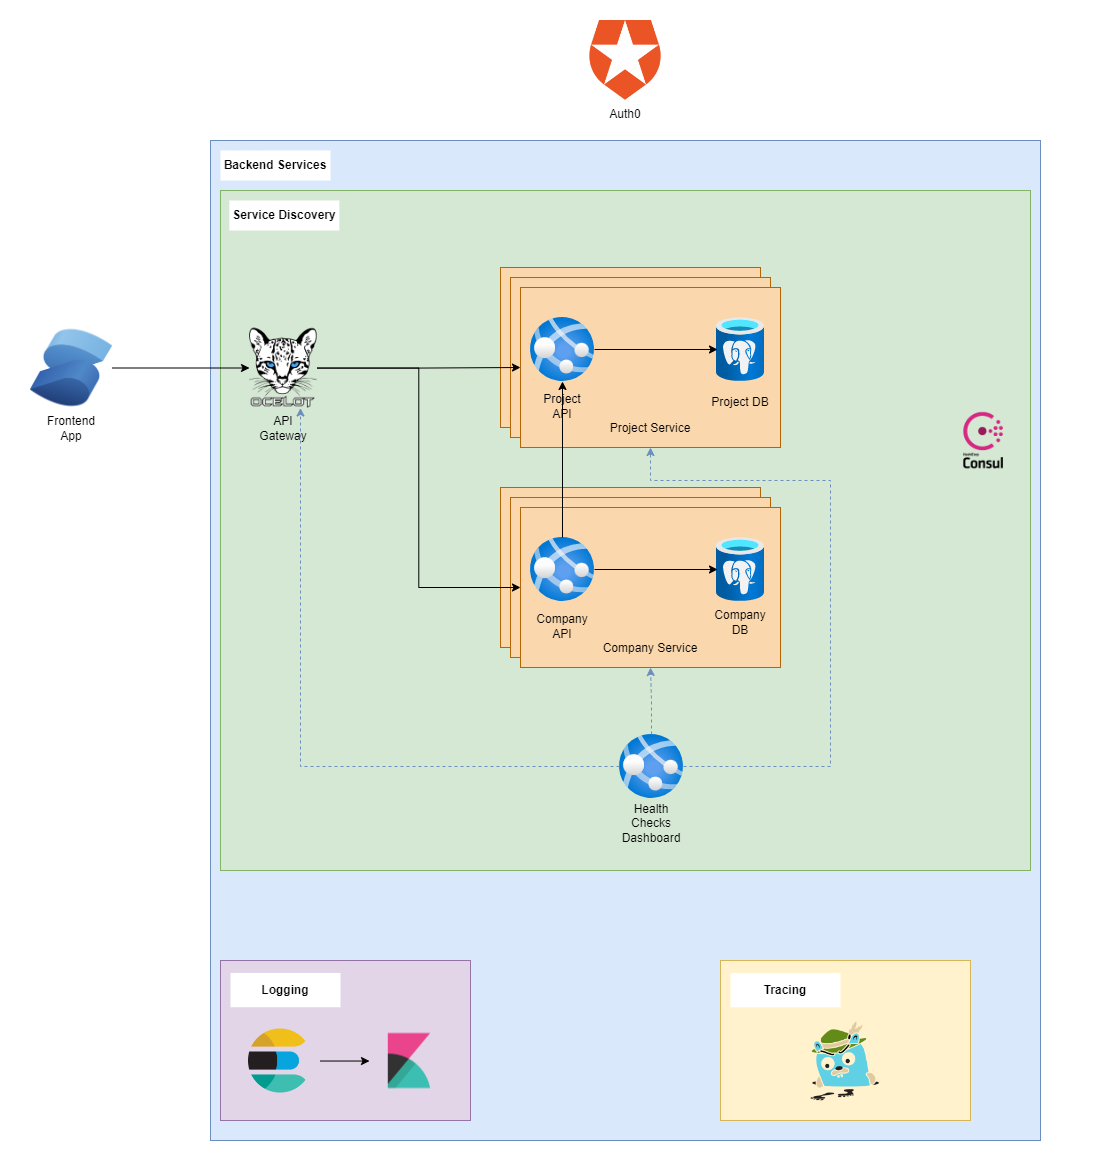 Auth0
Backend Services
Service Discovery
OCELOT
Frontend
App
API
Gateway
Project
API
Project DB
Project Service
Consul
Company
API
Company
DB
Company Service
Health
Checks
Dashboard
Logging
Tracing